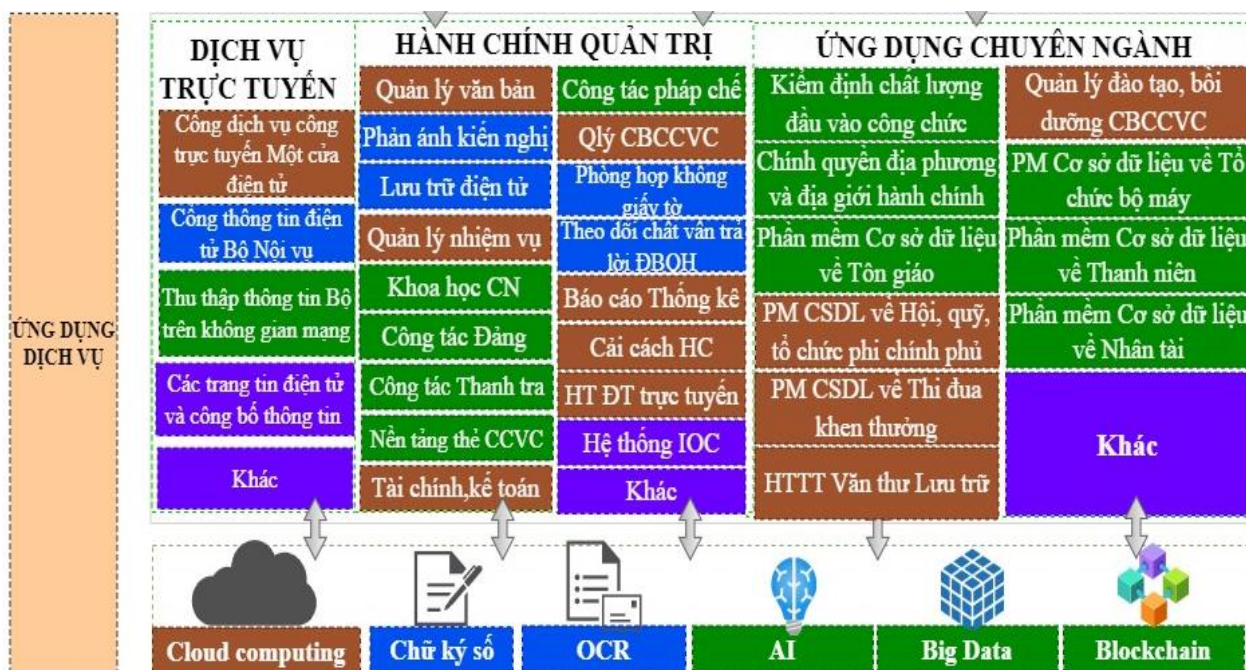 ỨNG DỤNG
DỊCH VỤ
DỊCH VỤ
TRỰC TUYẾN
Cổng dịch vụ công
trực tuyến Một cửa
điện tử
Cổng thông tin điện
tử Bộ Nội vụ
Thu thập thông tin Bộ
trên không gian mạng
Các trang tin điện tử
và công bố thông tin
Khác
HÀNH CHÍNH QUẢN TRỊ
Quản lý văn bản
Phản ánh kiến nghị
Lưu trữ điện tử
Quản lý nhiệm vụ
Khoa học CN
Công tác Đảng
Công tác Thanh tra
Nền tảng thẻ CCVC
Tài chính,kế toán
Công tác pháp chế
Qlý CBCCVC
Phòng họp không
giấy tờ
Theo dõi chất vấn trả
lời ĐBQH
Báo cáo Thống kê
Cải cách HC
HT ĐT trực tuyến
Hệ thống IOC
Khác
ỨNG DỤNG CHUYÊN NGÀNH
Kiểm định chất lượng
đầu vào công chức
Chính quyền địa phương
và địa giới hành chính
Phần mềm Cơ sở dữ liệu
về Tôn giáo
PM CSDL về Hội, quỹ,
tổ chức phi chính phủ
PM CSDL về Thi đua
khen thưởng
HTTT Văn thư Lưu trữ
Quản lý đào tạo, bồi
dưỡng CBCCVC
PM Cơ sở dữ liệu về Tổ
chức bộ máy
Phần mềm Cơ sở dữ liệu
về Thanh niên
Phần mềm Cơ sở dữ liệu
về Nhân tài
Khác
Cloud computing
Chữ ký số
OCR
AI
Big Data
Blockchain